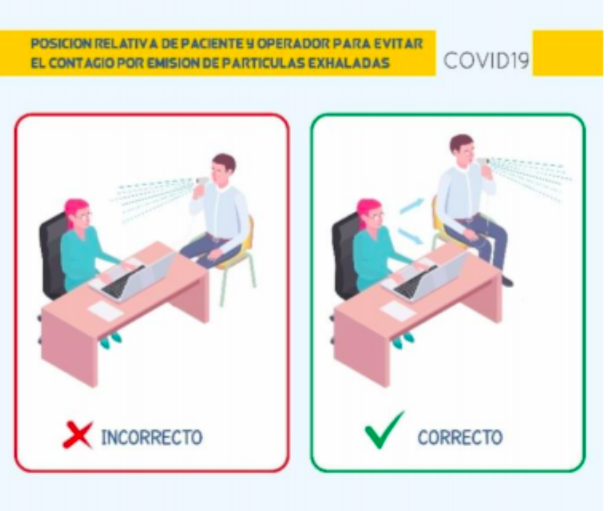 POSICION RELATIVA DE PACIENTE Y OPERADOR PARA EVITAR
EL CONTAGIO POR EMISION DE PARTICULAS EXHALADAS
COVID19
INCORRECTO
CORRECTO